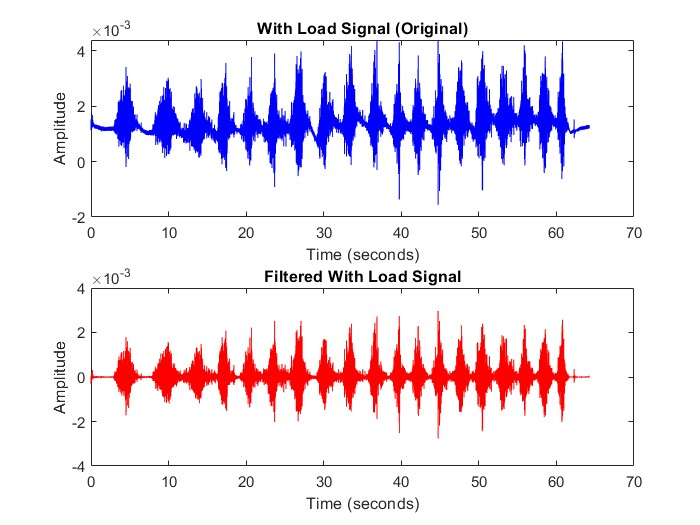 With Load Signal (Original)
×10-3
4
2
0
-2
Amplitude
0 10 20 30 40 50 60 70
Time (seconds)
Filtered With Load Signal
×10-3
4
2
0
-2
-4
Amplitude
0 10 20 30 40 50 60 70
Time (seconds)